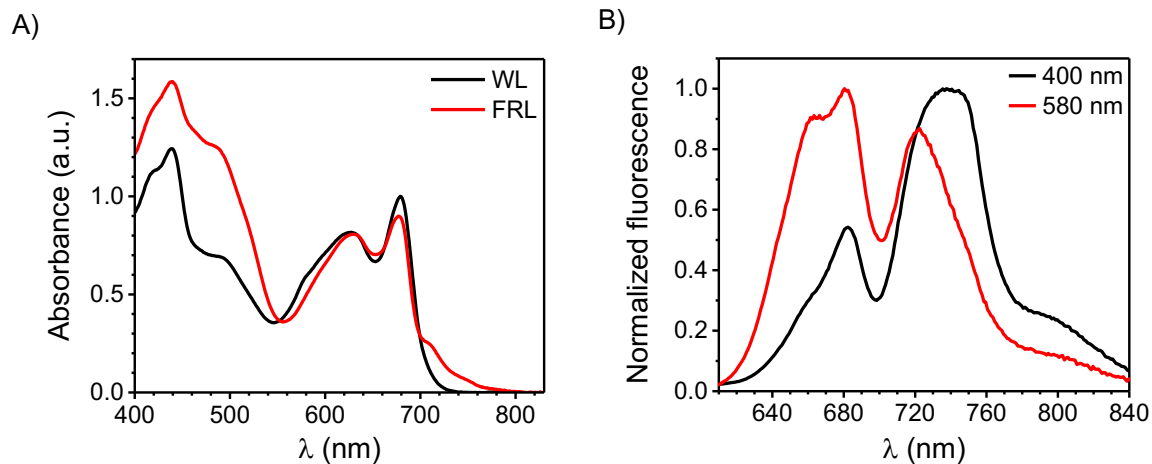 A)
WL
FRL
Absorbance (a.u.)
1.5
1.0
0.5
0.0
400 500 600 700 800
λ (nm)
B)
400 nm
580 nm
Normalized fluorescence
1.0
0.8
0.6
0.4
0.2
0.0
640 680 720 760 800 840
λ (nm)